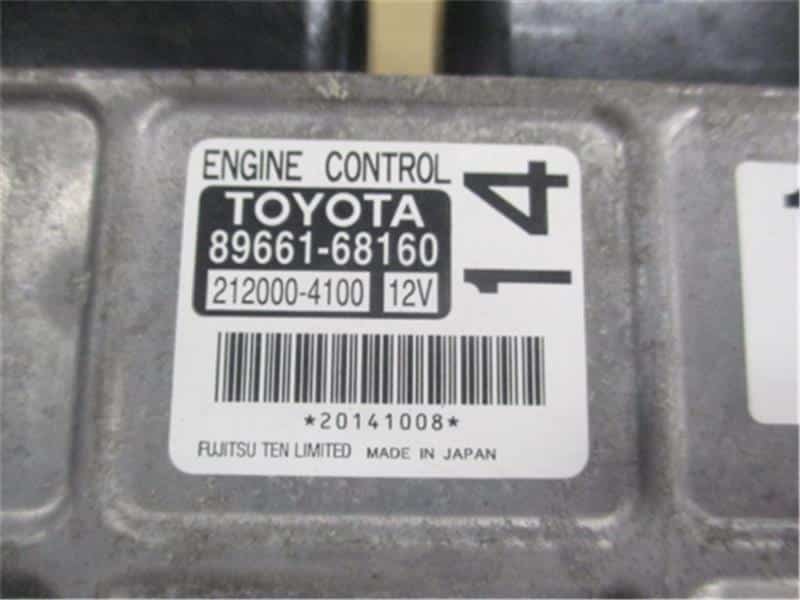 ENGINE CONTROL
TOYOTA
89661-68160
212000-4100 12V
14
*20141008*
FUJITSU TEN LIMITED MADE IN JAPAN